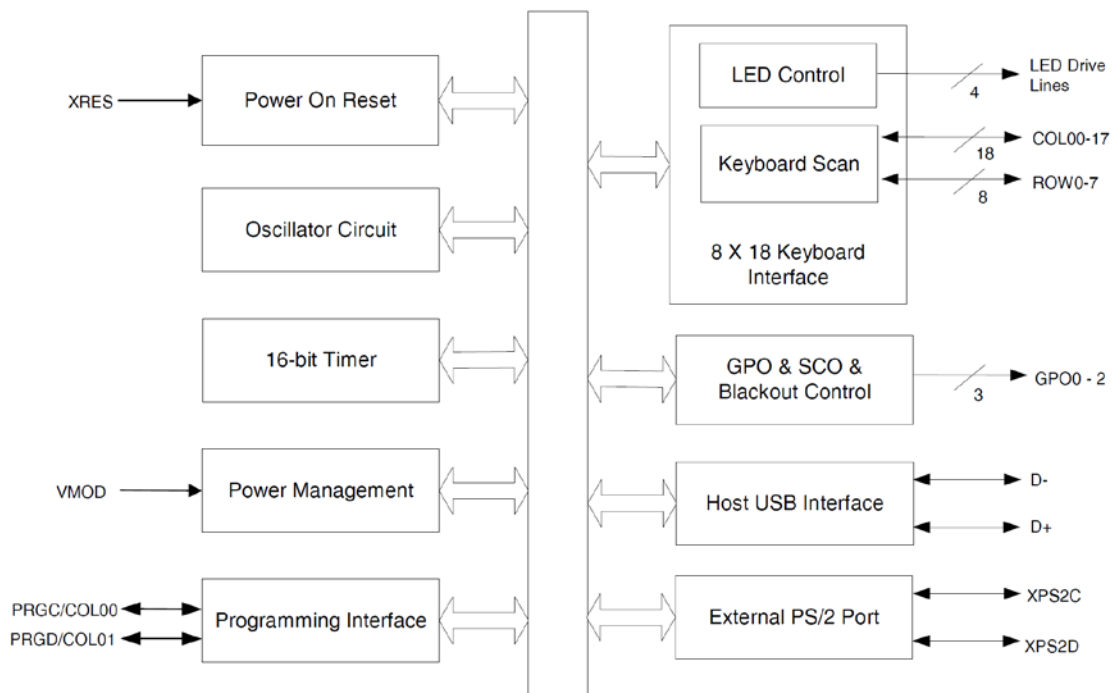 XRES
Power On Reset
Oscillator Circuit
16-bit Timer
VMOD
Power Management
PRGC/COL00
PRGD/COL01
Programming Interface
LED Control
4
LED Drive
Lines
Keyboard Scan
18
COL00-17
8
ROW0-7
8 X 18 Keyboard
Interface
GPO & SCO &
Blackout Control
3
GPO0 - 2
Host USB Interface
D-
D+
External PS/2 Port
XPS2C
XPS2D